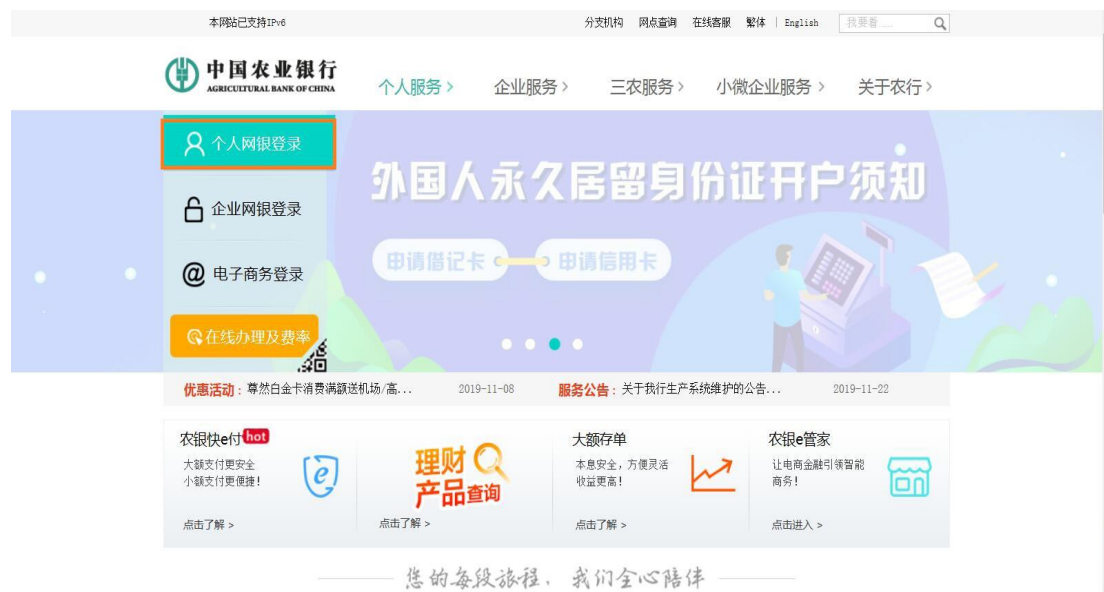 本网站已支持IPv6
分支机构 网点查询 在线客服 繁体 | English 我要看......
中国农业银行
AGRICULTURAL BANK OF CHINA
个人服务 > 企业服务 > 三农服务 > 小微企业服务 > 关于农行 >
个人网银登录
企业网银登录
@ 电子商务登录
在线办理及费率
外国人永久居留身份证开户须知
申请借记卡 申请信用卡
优惠活动：尊然白金卡消费满额送机场/高... 2019-11-08 服务公告：关于我行生产系统维护的公告... 2019-11-22
农银快e付 hot
大额支付更安全
小额支付更便捷！
点击了解 >
理财
产品查询
点击了解 >
大额存单
本息安全，方便灵活
收益更高！
点击了解 >
农银e管家
让电商金融引领智能
商务！
点击进入 >
您的每段旅程，我们全心陪伴